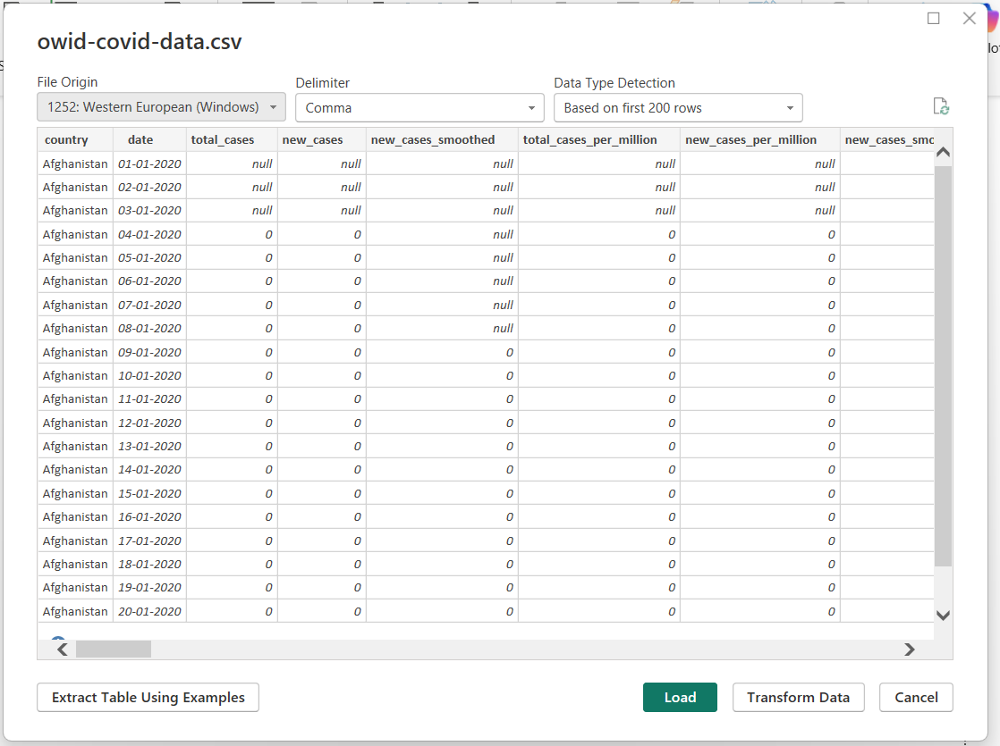 owid-covid-data.csv
File Origin Delimiter Data Type Detection
1252: Western European (Windows) Comma Based on first 200 rows
country date total_cases new_cases new_cases_smoothed total_cases_per_million new_cases_per_million new_cases_smo
Afghanistan 01-01-2020 null null null null null
Afghanistan 02-01-2020 null null null null null
Afghanistan 03-01-2020 null null null null null
Afghanistan 04-01-2020 0 0 null 0 0
Afghanistan 05-01-2020 0 0 null 0 0
Afghanistan 06-01-2020 0 0 null 0 0
Afghanistan 07-01-2020 0 0 null 0 0
Afghanistan 08-01-2020 0 0 null 0 0
Afghanistan 09-01-2020 0 0 0 0 0
Afghanistan 10-01-2020 0 0 0 0 0
Afghanistan 11-01-2020 0 0 0 0 0
Afghanistan 12-01-2020 0 0 0 0 0
Afghanistan 13-01-2020 0 0 0 0 0
Afghanistan 14-01-2020 0 0 0 0 0
Afghanistan 15-01-2020 0 0 0 0 0
Afghanistan 16-01-2020 0 0 0 0 0
Afghanistan 17-01-2020 0 0 0 0 0
Afghanistan 18-01-2020 0 0 0 0 0
Afghanistan 19-01-2020 0 0 0 0 0
Afghanistan 20-01-2020 0 0 0 0 0
Extract Table Using Examples Load Transform Data Cancel